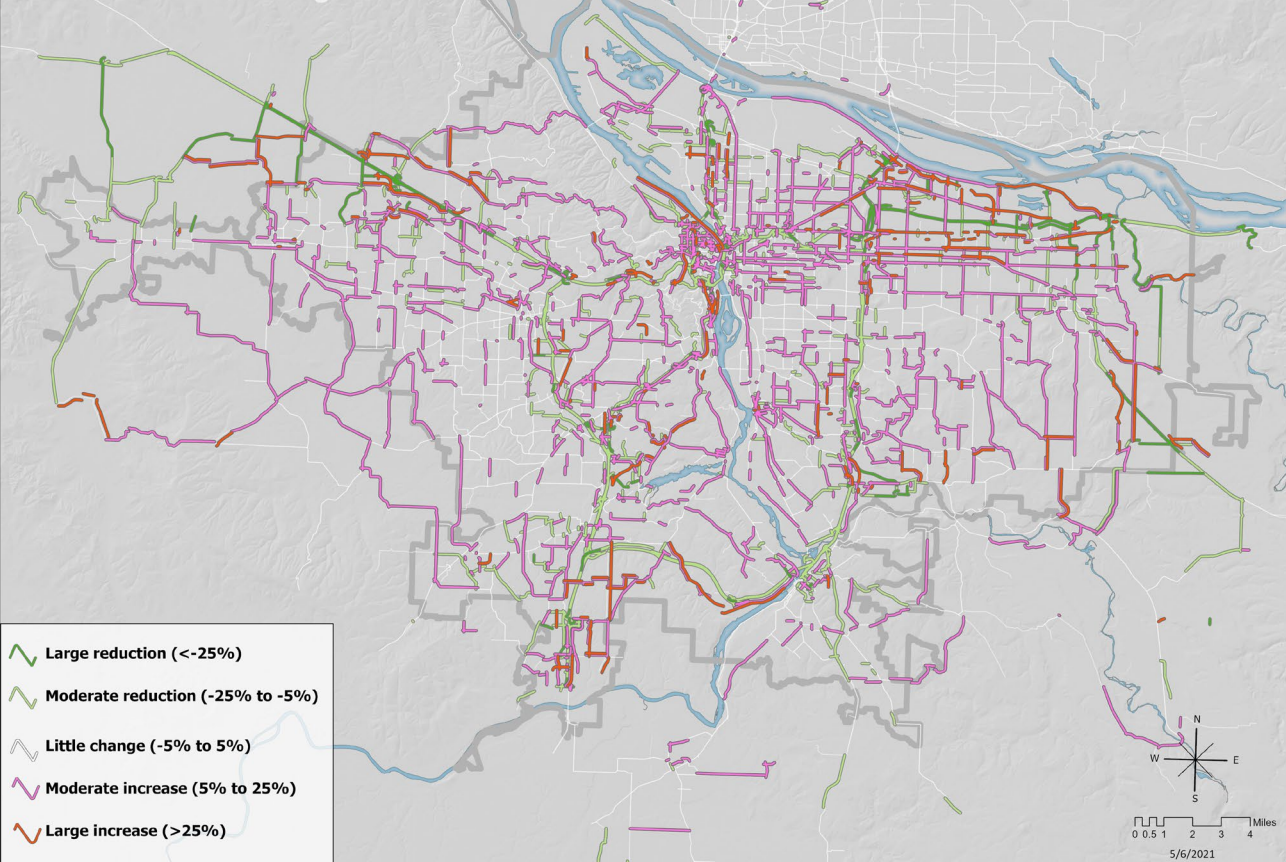 Large reduction (<-25%)
Moderate reduction (-25% to -5%)
Little change (-5% to 5%)
Moderate increase (5% to 25%)
Large increase (>25%)
N
W E
S
Miles
0 0.5 1 2 3 4
5/6/2021